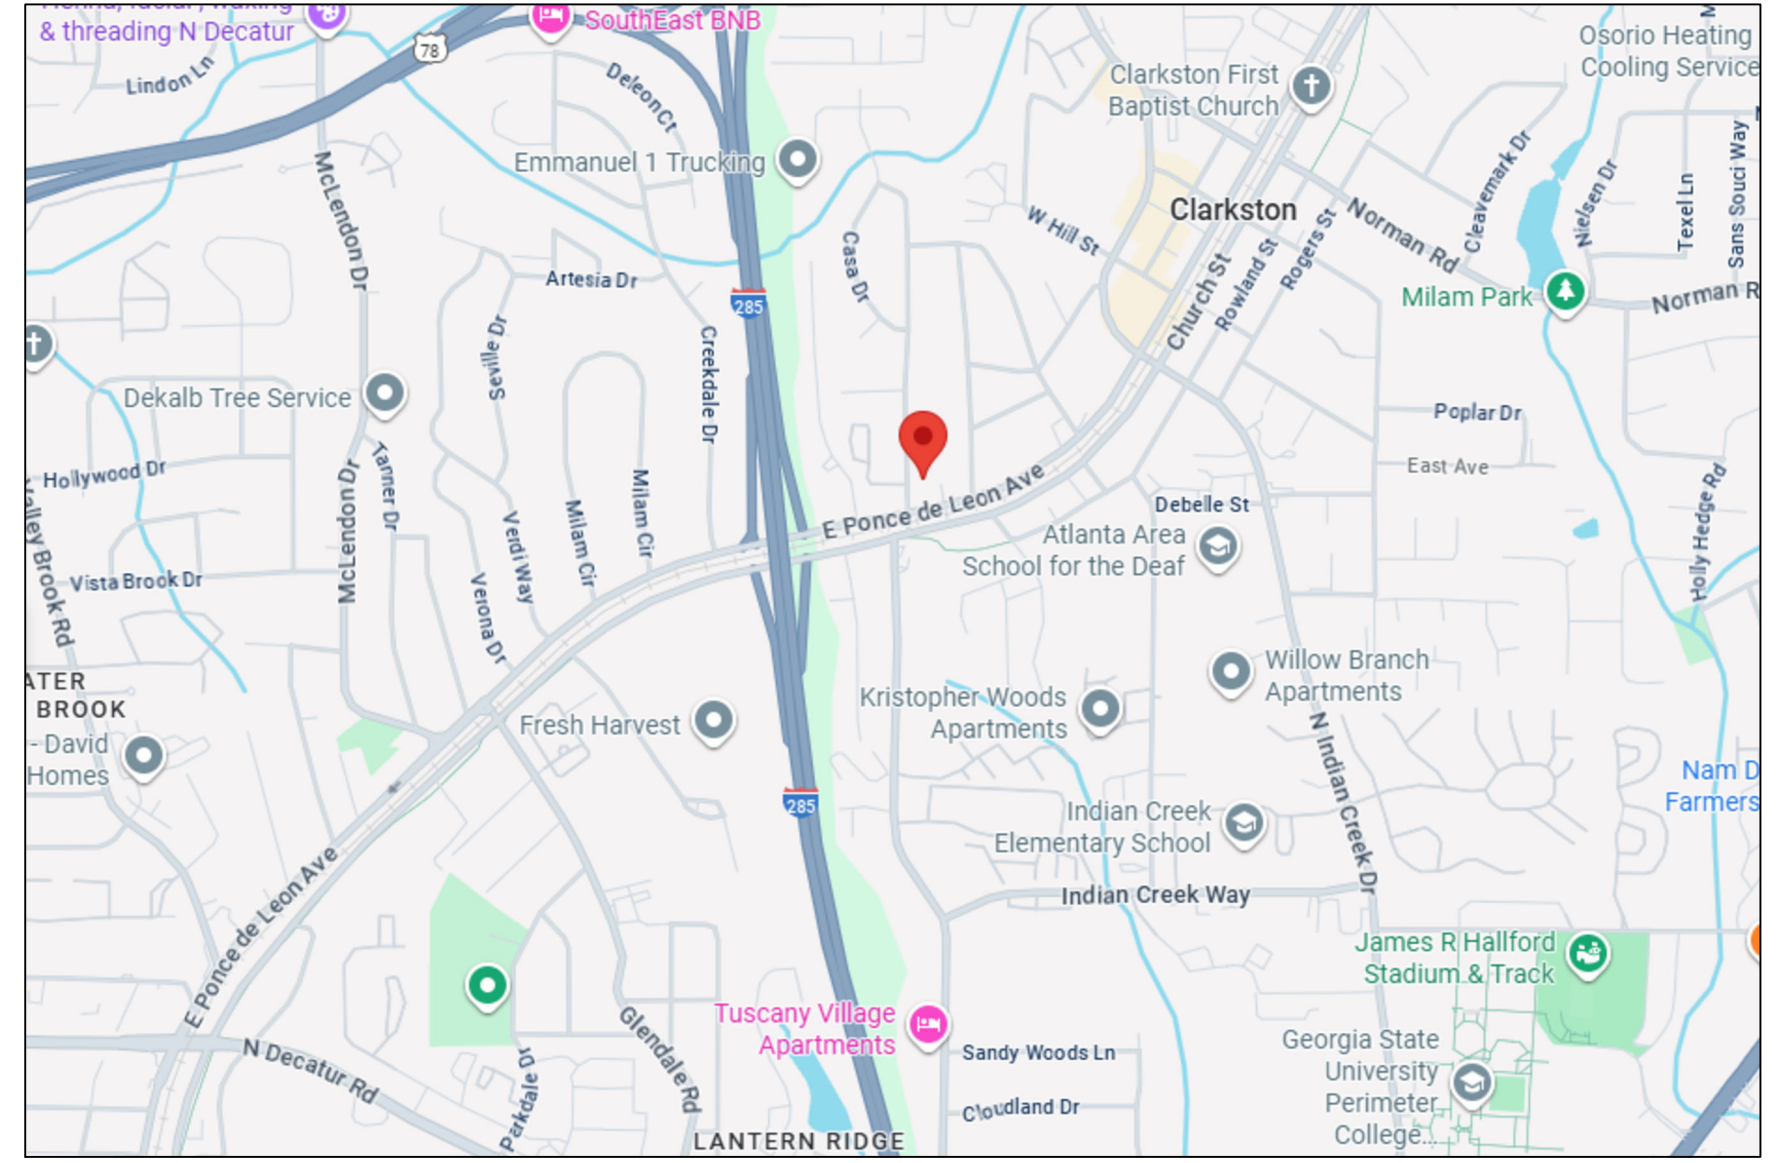 & threading N Decatur
SouthEast BNB
78
Lindon Ln
Deleon Ct
Osorio Heating
Cooling Service
Clarkston First
Baptist Church
Emmanuel 1 Trucking
McLendon Dr
Cleavemark Dr
Nielsen Dr
Texel Ln
Sans Souci Way
Clarkston
W Hill St
Norman Rd
Casa Dr
Artesia Dr
285
Church St
Rowland St
Rogers St
Milam Park
Norman R
Seville Dr
Creekdale Dr
Dekalb Tree Service
Poplar Dr
East Ave
Hollywood Dr
Tanner Dr
McLendon Dr
Milam Cir
Milam Cir
Verdi Way
E Ponce de Leon Ave
Debelle St
Atlanta Area
School for the Deaf
Holly Hedge Rd
Valley Brook Rd
Vista Brook Dr
Verona Dr
ATER
BROOK
Willow Branch
Apartments
Kristopher Woods
Apartments
Fresh Harvest
- David
Homes
N Indian Creek Dr
Nam D
Farmers
285
Indian Creek
Elementary School
Indian Creek Way
E Ponce de Leon Ave
James R Hallford
Stadium & Track
Tuscany Village
Apartments
Glendale Rd
N Decatur Rd
Parkdale Dr
Sandy Woods Ln
Cloudland Dr
Georgia State
University
Perimeter
College...
LANTERN RIDGE